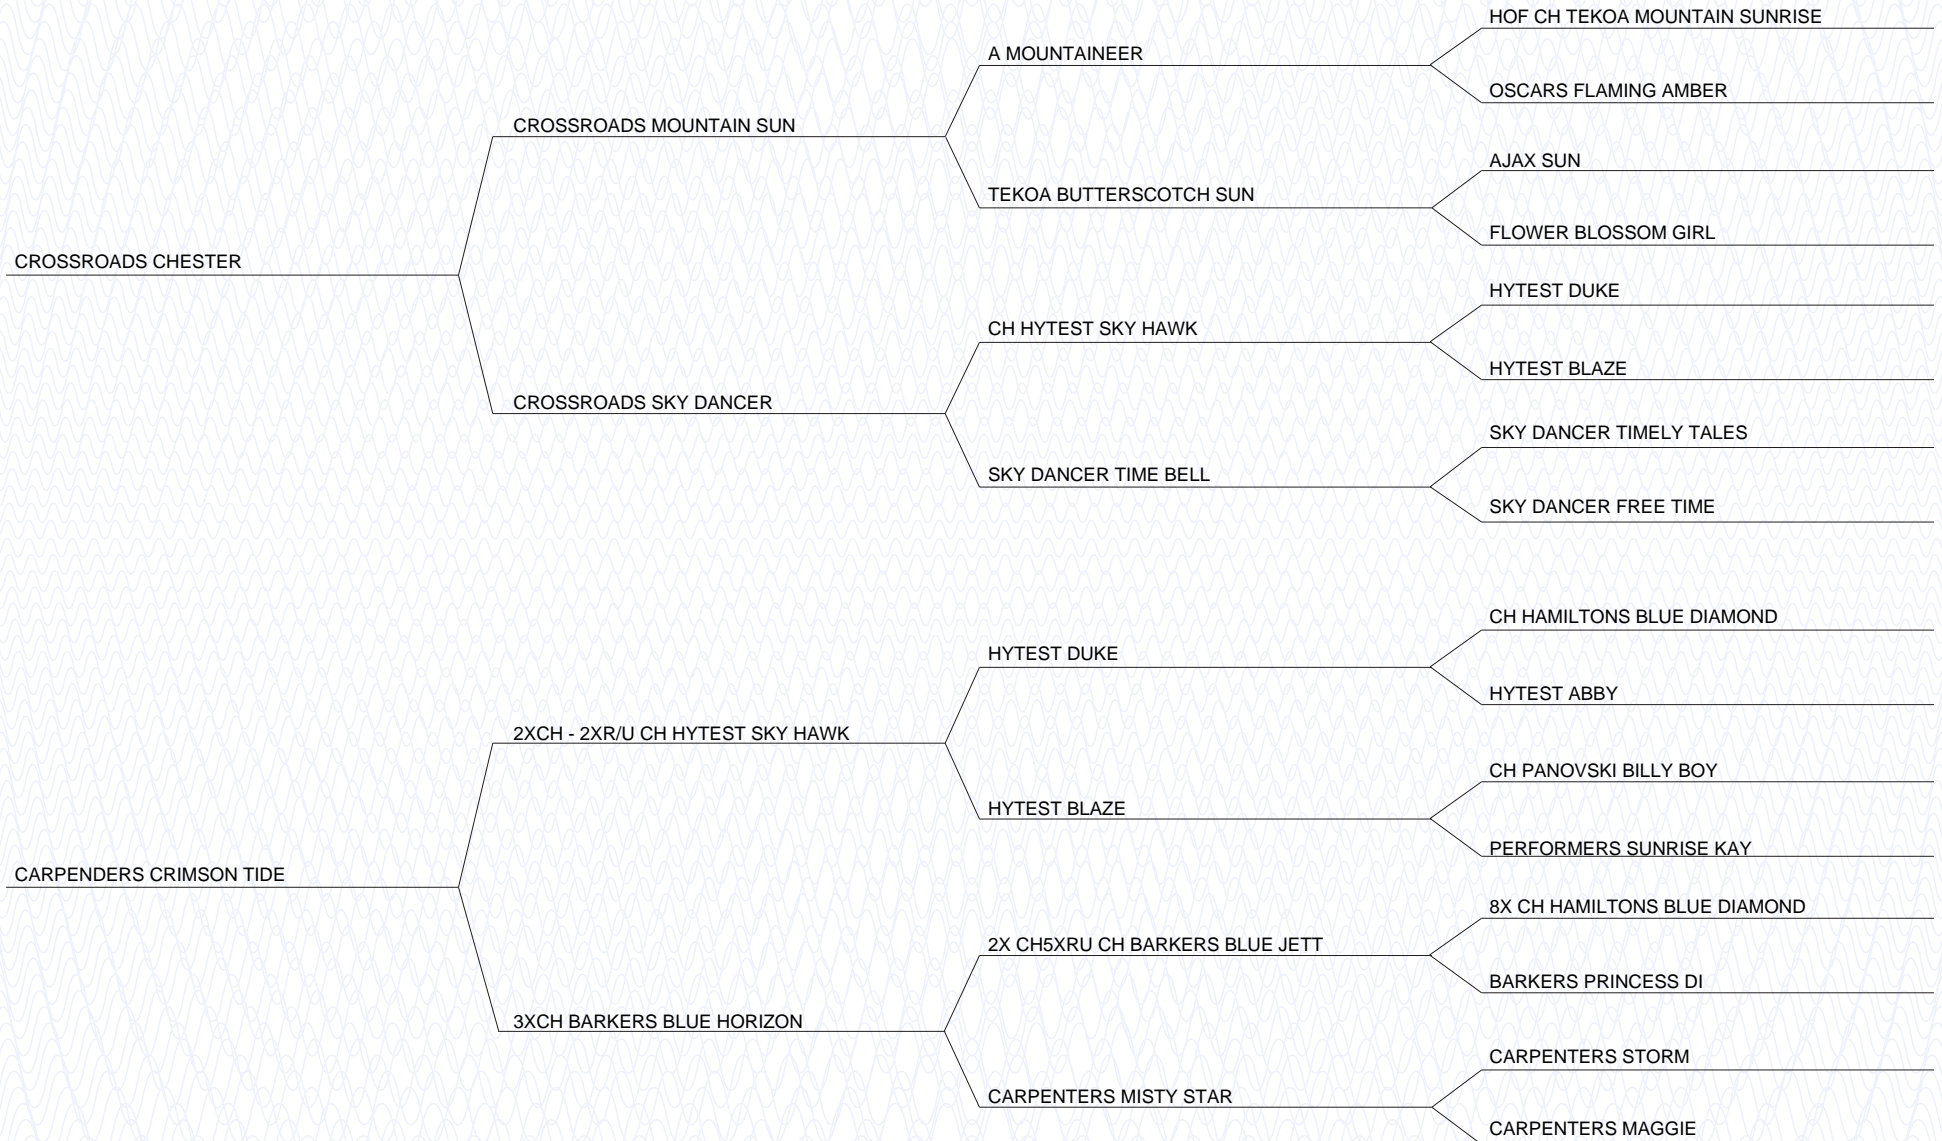 HOF CH TEKOA MOUNTAIN SUNRISE
A MOUNTAINEER
OSCARS FLAMING AMBER
CROSSROADS MOUNTAIN SUN
AJAX SUN
TEKOA BUTTERSCOTCH SUN
FLOWER BLOSSOM GIRL
CROSSROADS CHESTER
HYTEST DUKE
CH HYTEST SKY HAWK
HYTEST BLAZE
CROSSROADS SKY DANCER
SKY DANCER TIMELY TALES
SKY DANCER TIME BELL
SKY DANCER FREE TIME
CH HAMILTONS BLUE DIAMOND
HYTEST DUKE
HYTEST ABBY
2XCH - 2XR/U CH HYTEST SKY HAWK
CH PANOVSKI BILLY BOY
HYTEST BLAZE
PERFORMERS SUNRISE KAY
CARPENDERS CRIMSON TIDE
8X CH HAMILTONS BLUE DIAMOND
2X CH5XRU CH BARKERS BLUE JETT
BARKERS PRINCESS DI
3XCH BARKERS BLUE HORIZON
CARPENTERS STORM
CARPENTERS MISTY STAR
CARPENTERS MAGGIE